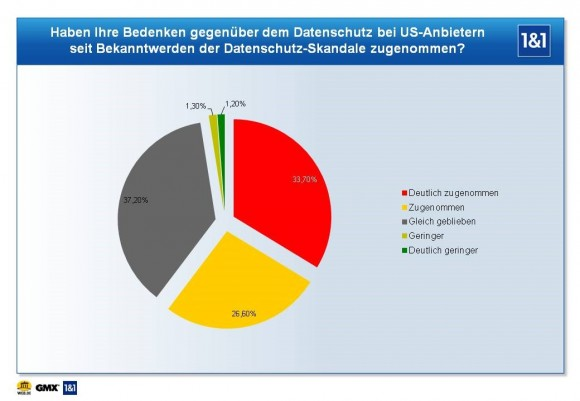 Haben Ihre Bedenken gegenüber dem Datenschutz bei US-Anbietern
seit Bekanntwerden der Datenschutz-Skandale zugenommen?
1&1
1,30%
1,20%
33,70%
37,20%
26,60%
Deutlich zugenommen
Zugenommen
Gleich geblieben
Geringer
Deutlich geringer
WEB.DE
GMX
1&1